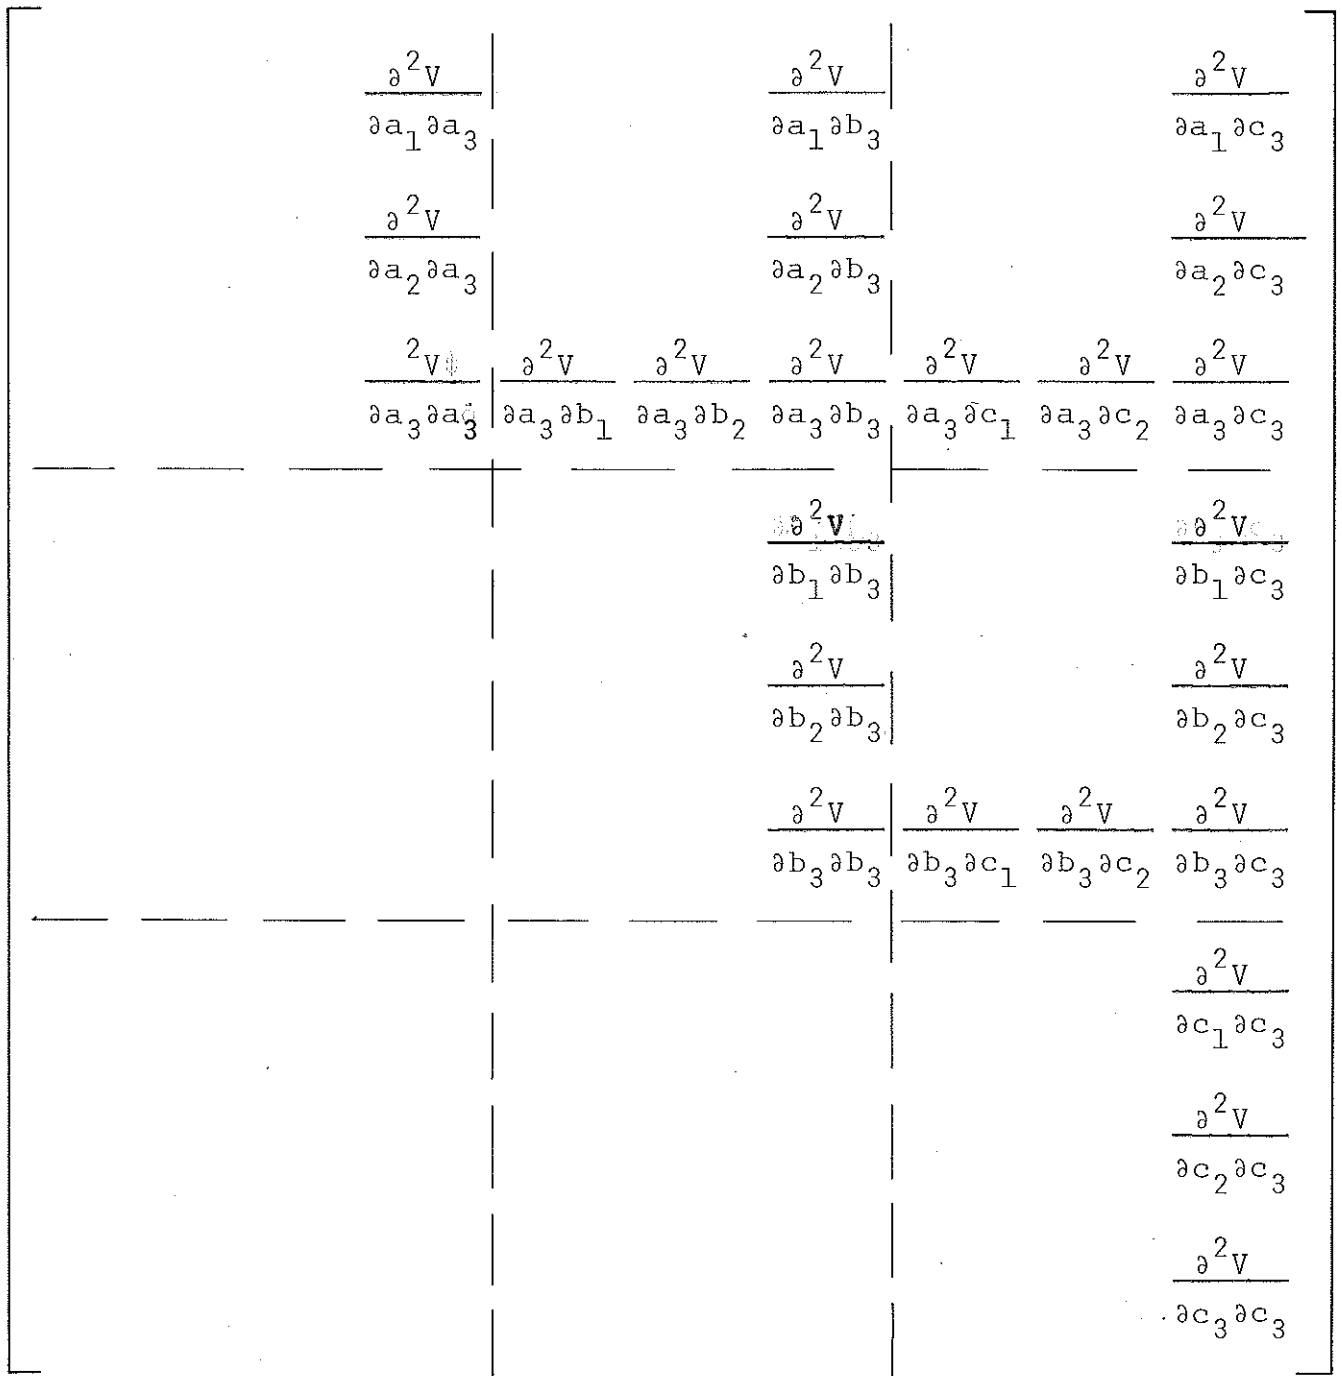 ∂²V/∂a₁∂a₃ ∂²V/∂a₁∂b₃ ∂²V/∂a₁∂c₃
∂²V/∂a₂∂a₃ ∂²V/∂a₂∂b₃ ∂²V/∂a₂∂c₃
²V/∂a₃∂a₃ ∂²V/∂a₃∂b₁ ∂²V/∂a₃∂b₂ ∂²V/∂a₃∂b₃ ∂²V/∂a₃∂c₁ ∂²V/∂a₃∂c₂ ∂²V/∂a₃∂c₃
∂²V/∂b₁∂b₃ ∂²V/∂b₁∂c₃
∂²V/∂b₂∂b₃ ∂²V/∂b₂∂c₃
∂²V/∂b₃∂b₃ ∂²V/∂b₃∂c₁ ∂²V/∂b₃∂c₂ ∂²V/∂b₃∂c₃
∂²V/∂c₁∂c₃
∂²V/∂c₂∂c₃
∂²V/∂c₃∂c₃